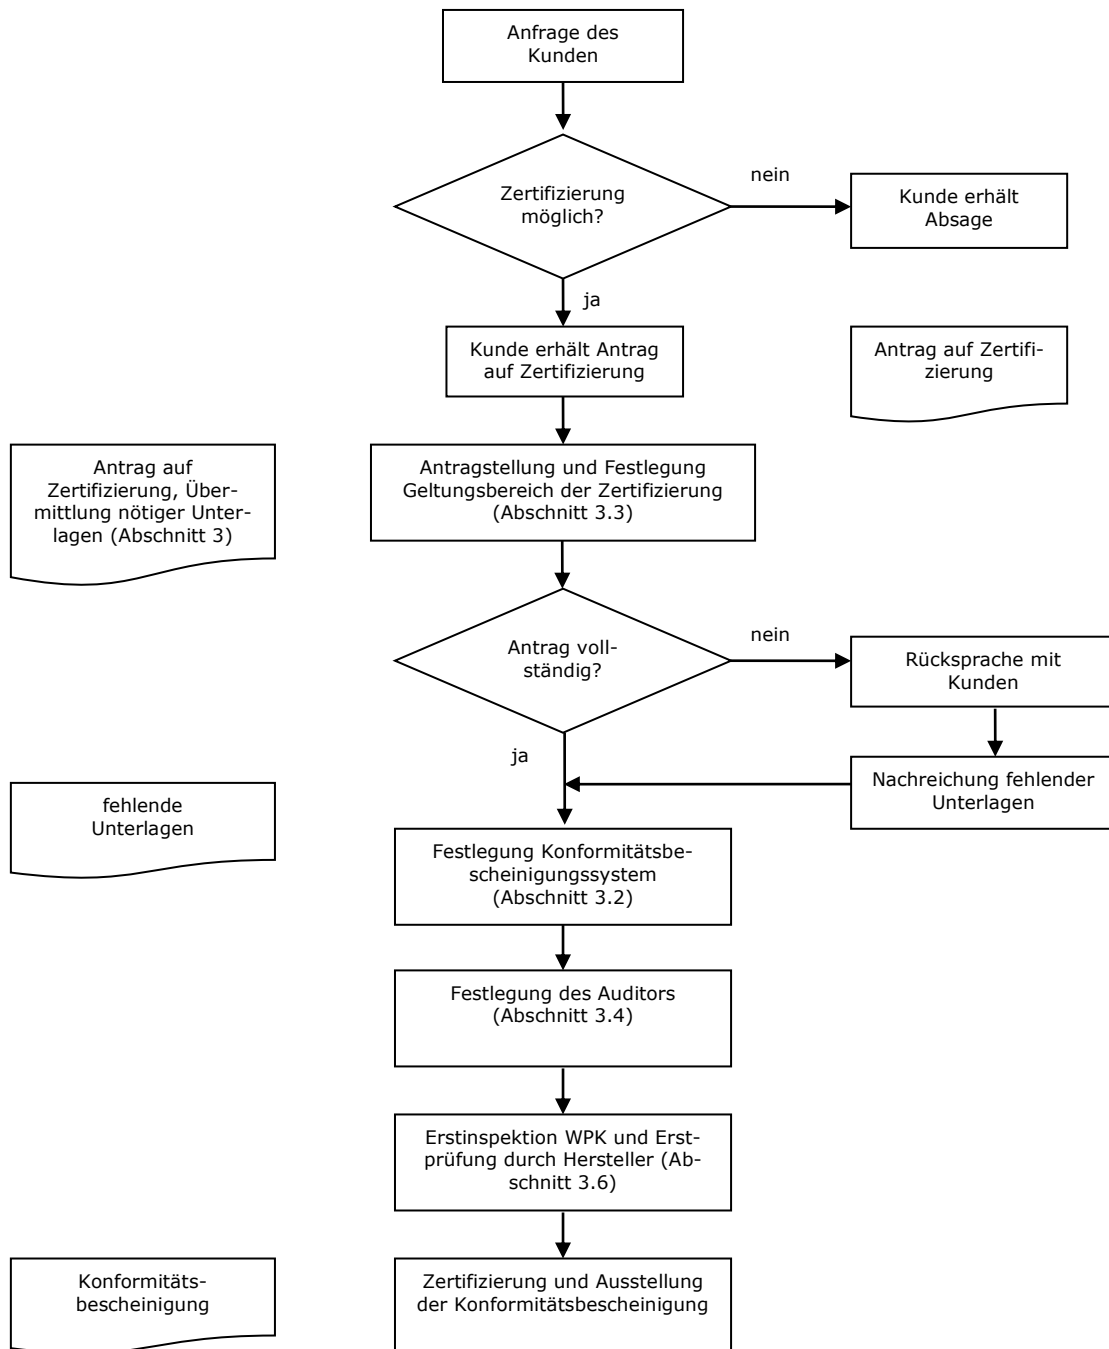 Anfrage des
Kunden
Zertifizierung
möglich?
nein
Kunde erhält
Absage
ja
Kunde erhält Antrag
auf Zertifizierung
Antrag auf Zertifi-
zierung
Antrag auf
Zertifizierung, Über-
mittlung nötiger Unter-
lagen (Abschnitt 3)
Antragstellung und Festlegung
Geltungsbereich der Zertifizierung
(Abschnitt 3.3)
Antrag voll-
ständig?
nein
Rücksprache mit
Kunden
ja
Nachreichung fehlender
Unterlagen
fehlende
Unterlagen
Festlegung Konformitätsbe-
scheinigungssystem
(Abschnitt 3.2)
Festlegung des Auditors
(Abschnitt 3.4)
Erstinspektion WPK und Erst-
prüfung durch Hersteller (Ab-
schnitt 3.6)
Konformitäts-
bescheinigung
Zertifizierung und Ausstellung
der Konformitätsbescheinigung